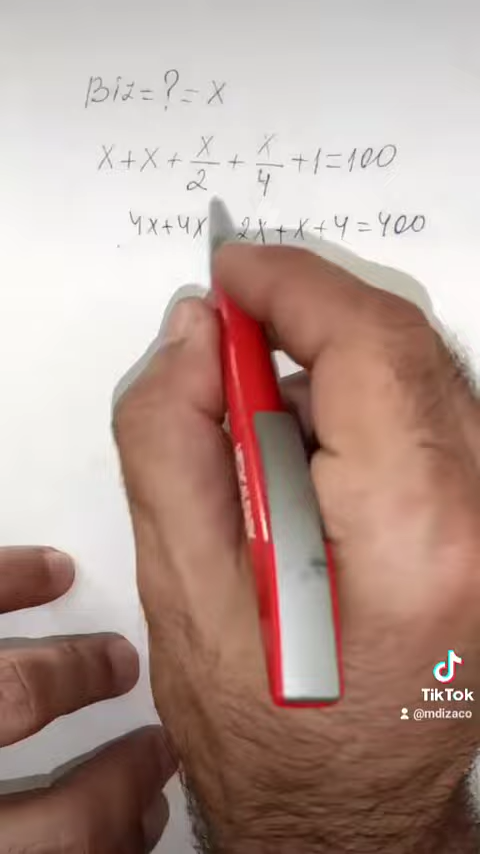 Biz=?=x
x+x+x/2+x/4+1=100
4x+4x 2x+x+4=400
TikTok
@mdizaco